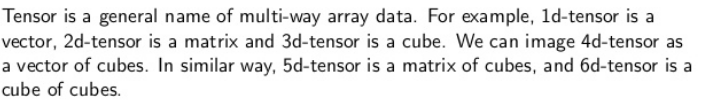 Tensor is a general name of multi-way array data. For example, 1d-tensor is a
vector, 2d-tensor is a matrix and 3d-tensor is a cube. We can image 4d-tensor as
a vector of cubes. In similar way, 5d-tensor is a matrix of cubes, and 6d-tensor is a
cube of cubes.